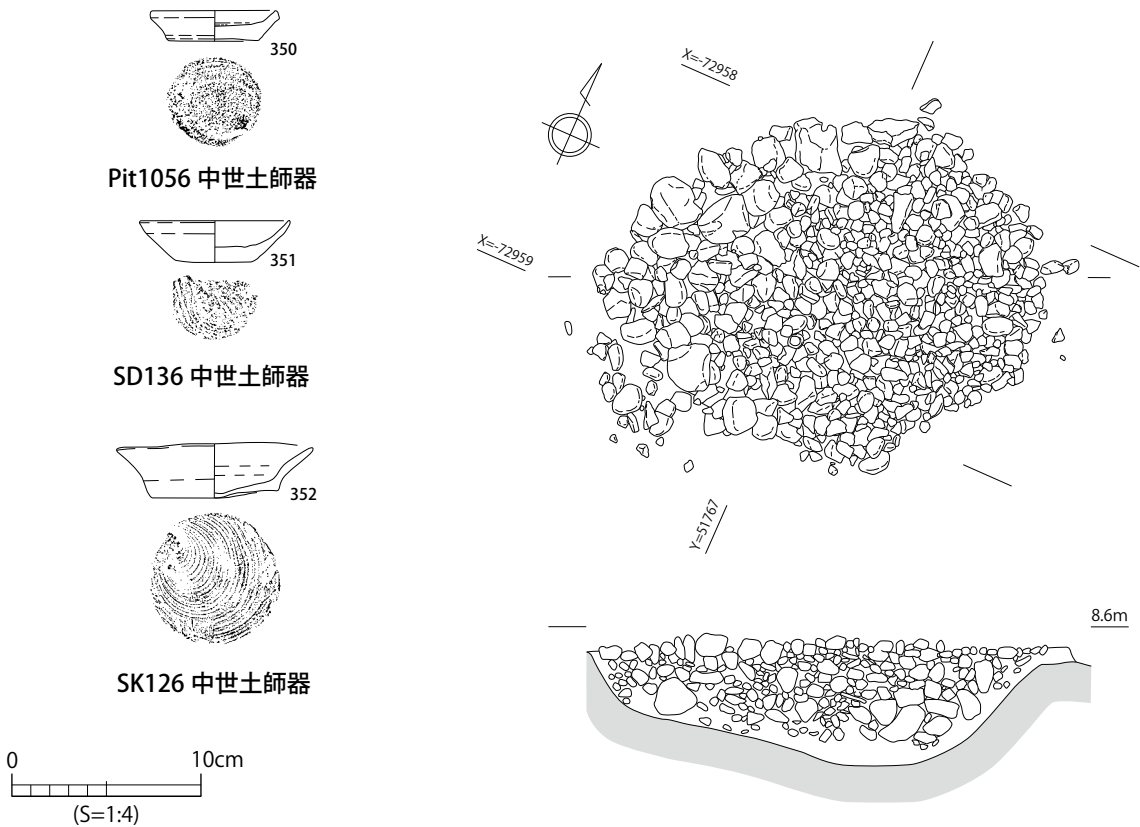 350
Pit1056 中世土師器
351
SD136 中世土師器
352
SK126 中世土師器
0 10cm
(S=1:4)
X=-72958
X=-72959
Y=51767
8.6m